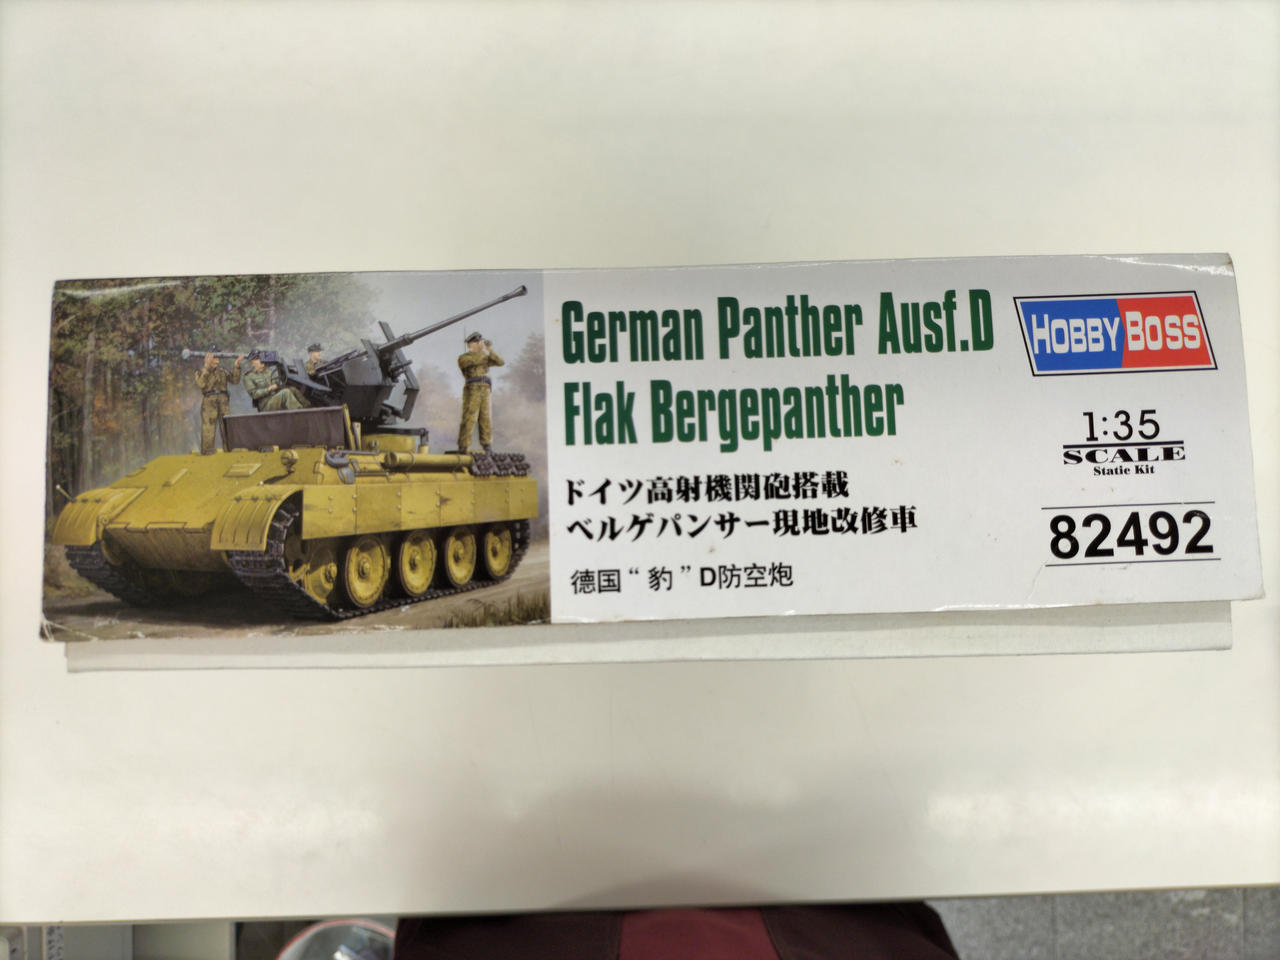 German Panther Ausf.D
Flak Bergepanther
ドイツ高射機関砲搭載
ベルゲパンサー現地改修車
德国“豹”D防空炮
HOBBY BOSS
1:35
SCALE
Static Kit
82492